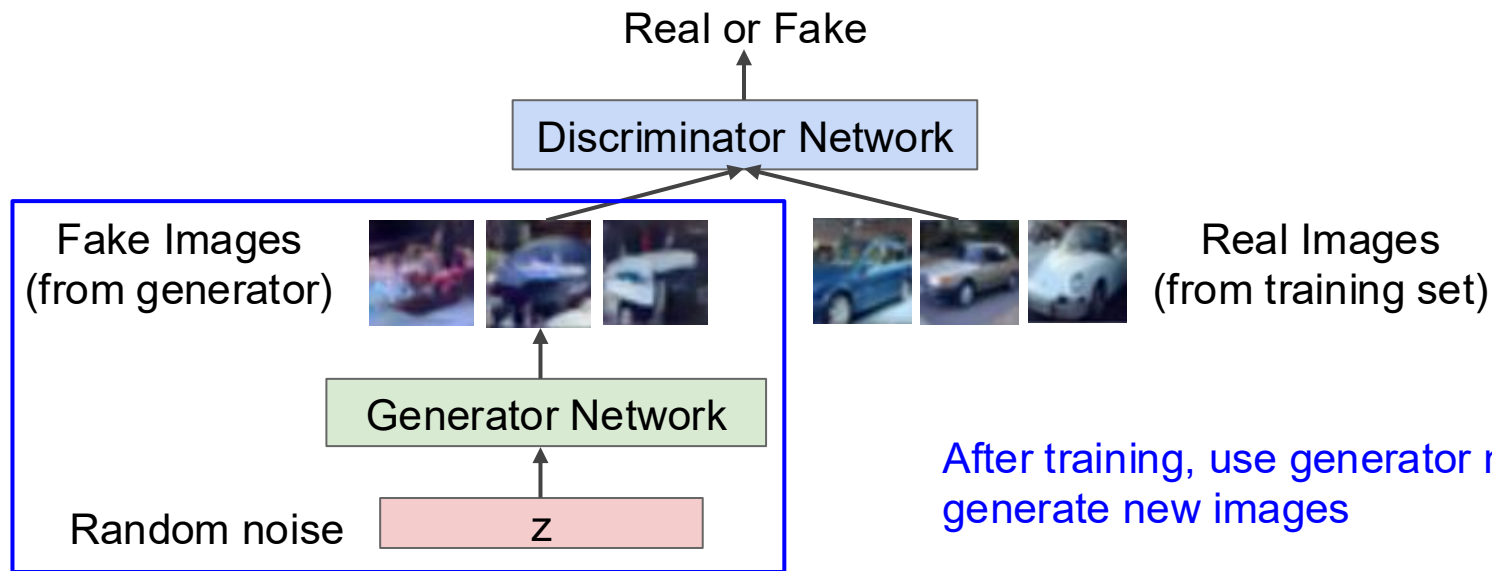 Real or Fake
Discriminator Network
Fake Images
(from generator)
Real Images
(from training set)
Generator Network
After training, use generator
generate new images
Random noise
z